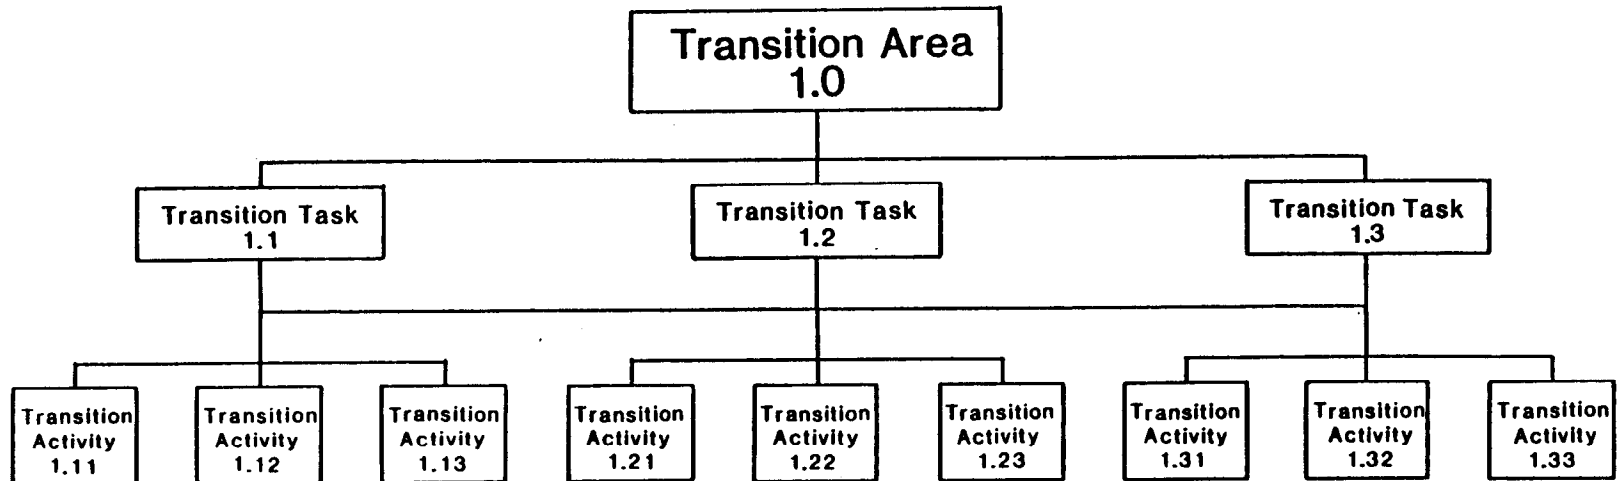 Transition Area
1.0
Transition Task
1.1
Transition Task
1.2
Transition Task
1.3
Transition
Activity
1.11
Transition
Activity
1.12
Transition
Activity
1.13
Transition
Activity
1.21
Transition
Activity
1.22
Transition
Activity
1.23
Transition
Activity
1.31
Transition
Activity
1.32
Transition
Activity
1.33